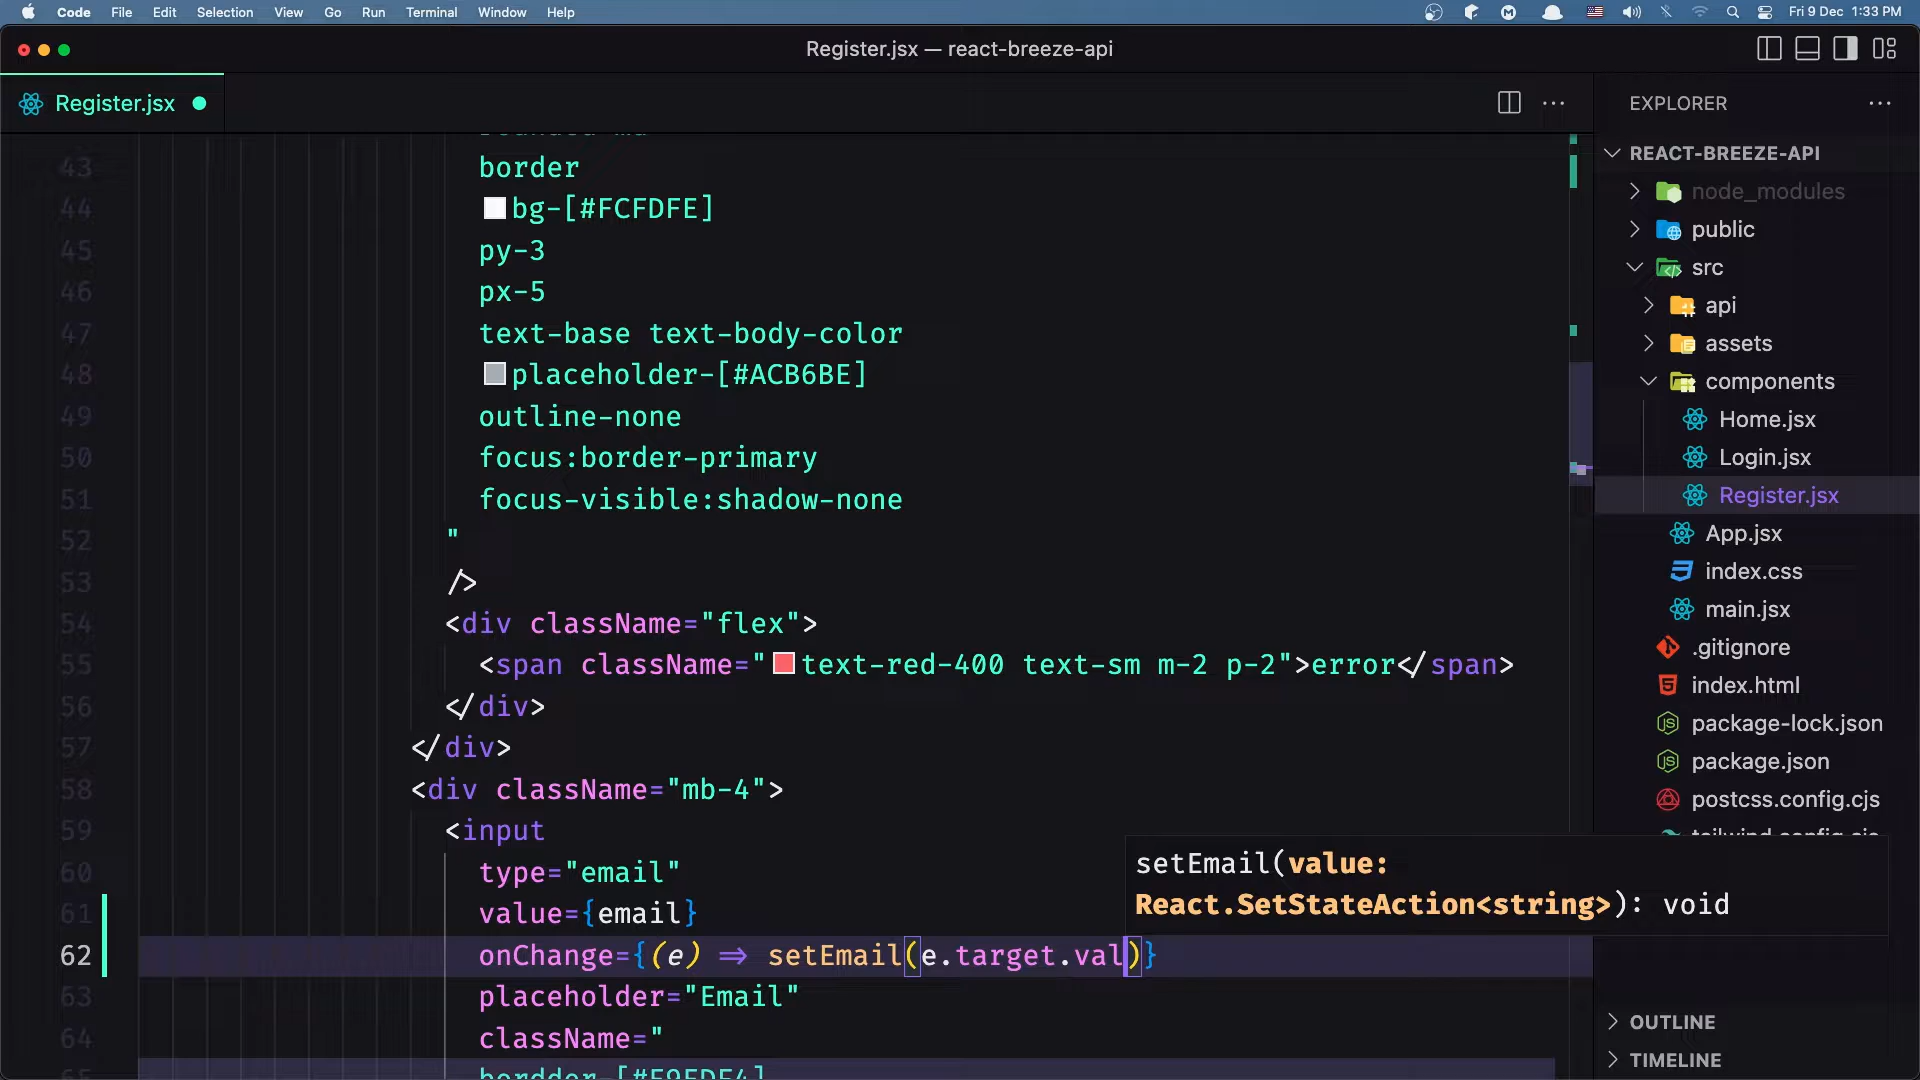 Code File Edit Selection View Go Run Terminal Window Help
Fri 9 Dec 1:33 PM
Register.jsx — react-breeze-api
Register.jsx
43 border
44 bg-[#FCFDFE]
45 py-3
46 px-5
47 text-base text-body-color
48 placeholder-[#ACB6BE]
49 outline-none
50 focus:border-primary
51 focus-visible:shadow-none
52 "
53 />
54 <div className="flex">
55 <span className="text-red-400 text-sm m-2 p-2">error</span>
56 </div>
57 </div>
58 <div className="mb-4">
59 <input
60 type="email"
61 value={email}
62 onChange={(e) => setEmail(e.target.val)}
63 placeholder="Email"
64 className="
65 bordder-[#E9EDF4]
setEmail(value:
React.SetStateAction<string>): void
EXPLORER
REACT-BREEZE-API
node_modules
public
src
api
assets
components
Home.jsx
Login.jsx
Register.jsx
App.jsx
index.css
main.jsx
.gitignore
index.html
package-lock.json
package.json
postcss.config.cjs
tailwind.config.cjs
OUTLINE
TIMELINE